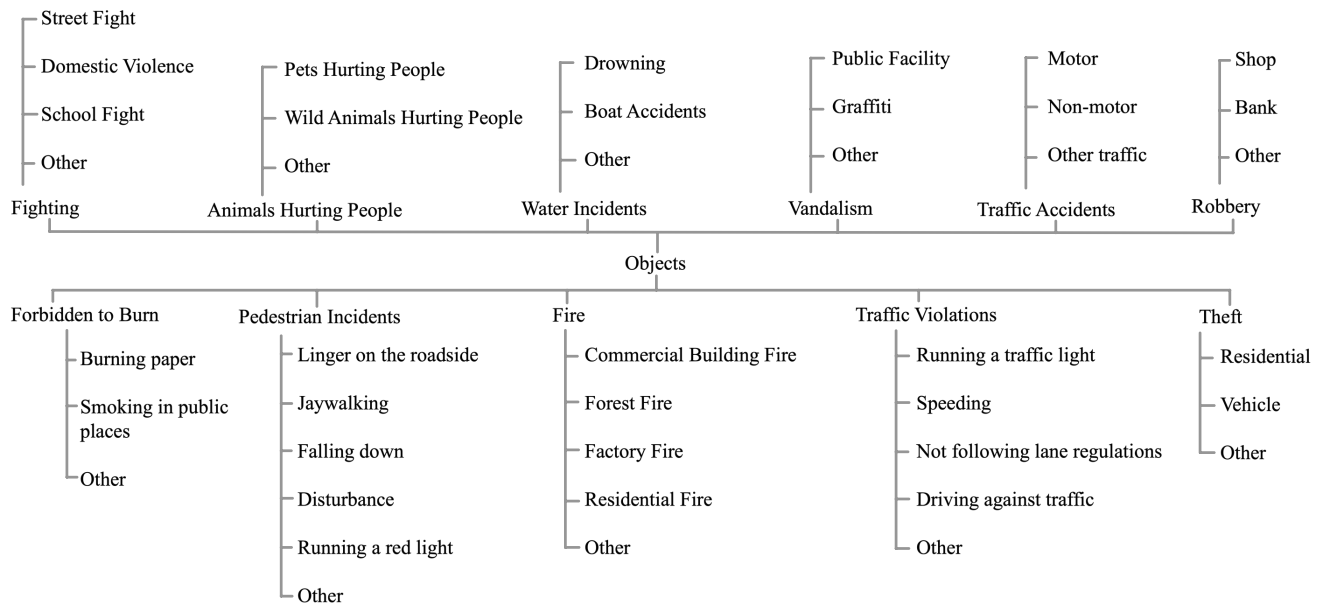 Street Fight
Domestic Violence
School Fight
Other
Fighting
Pets Hurting People
Wild Animals Hurting People
Other
Animals Hurting People
Drowning
Boat Accidents
Other
Water Incidents
Public Facility
Graffiti
Other
Vandalism
Motor
Non-motor
Other traffic
Traffic Accidents
Shop
Bank
Other
Robbery
Objects
Forbidden to Burn
Burning paper
Smoking in public
places
Other
Pedestrian Incidents
Linger on the roadside
Jaywalking
Falling down
Disturbance
Running a red light
Other
Fire
Commercial Building Fire
Forest Fire
Factory Fire
Residential Fire
Other
Traffic Violations
Running a traffic light
Speeding
Not following lane regulations
Driving against traffic
Other
Theft
Residential
Vehicle
Other